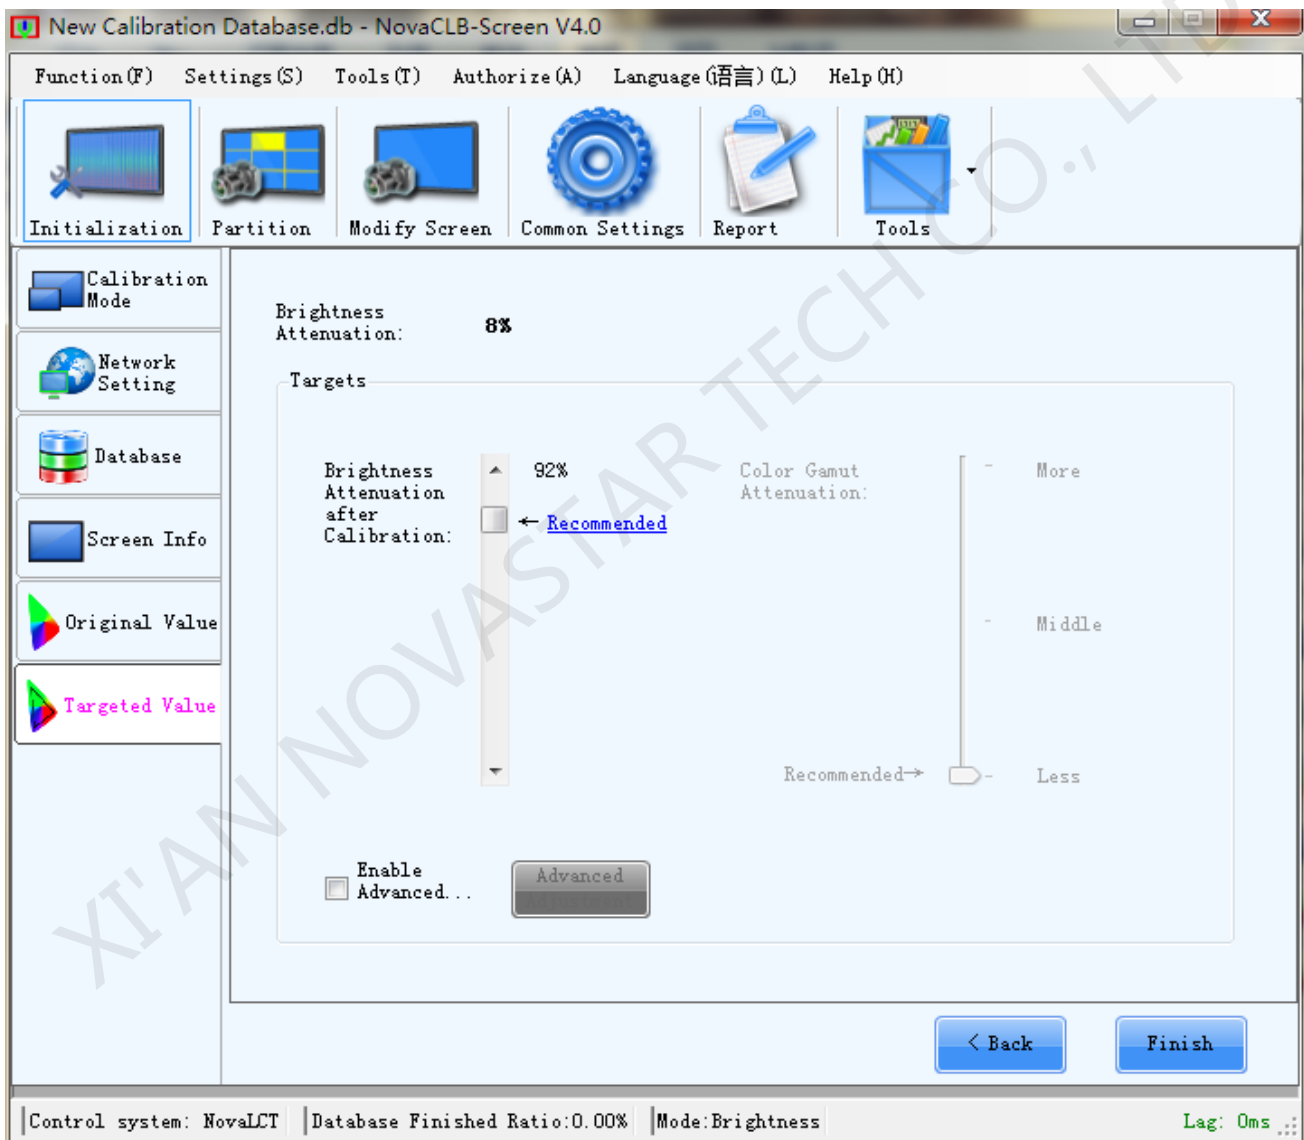 New Calibration Database.db - NovaCLB-Screen V4.0
Function(F) Settings(S) Tools(T) Authorize(A) Language(语言)(L) Help(H)
Initialization Partition Modify Screen Common Settings Report Tools
Calibration
Mode
Network
Setting
Database
Screen Info
Original Value
Targeted Value
Brightness
Attenuation:
8%
Targets
Brightness
Attenuation
after
Calibration:
92%
← Recommended
Color Gamut
Attenuation:
More
Middle
Recommended→
Less
Enable
Advanced...
Advanced
Adjustment
< Back
Finish
Control system: NovaLCT Database Finished Ratio:0.00% Mode:Brightness Lag: 0ms
XI'AN NOVASTAR TECH CO., LTD